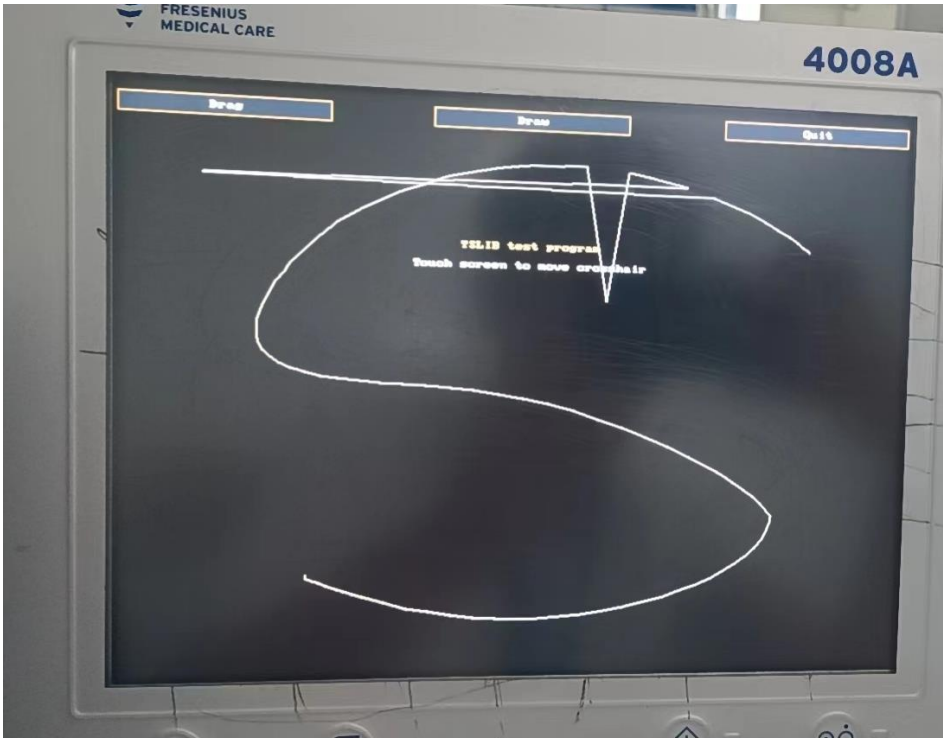 FRESENIUS
MEDICAL CARE
4008A
Drag
Draw
Quit
TSLIB test program
Touch screen to move crosshair